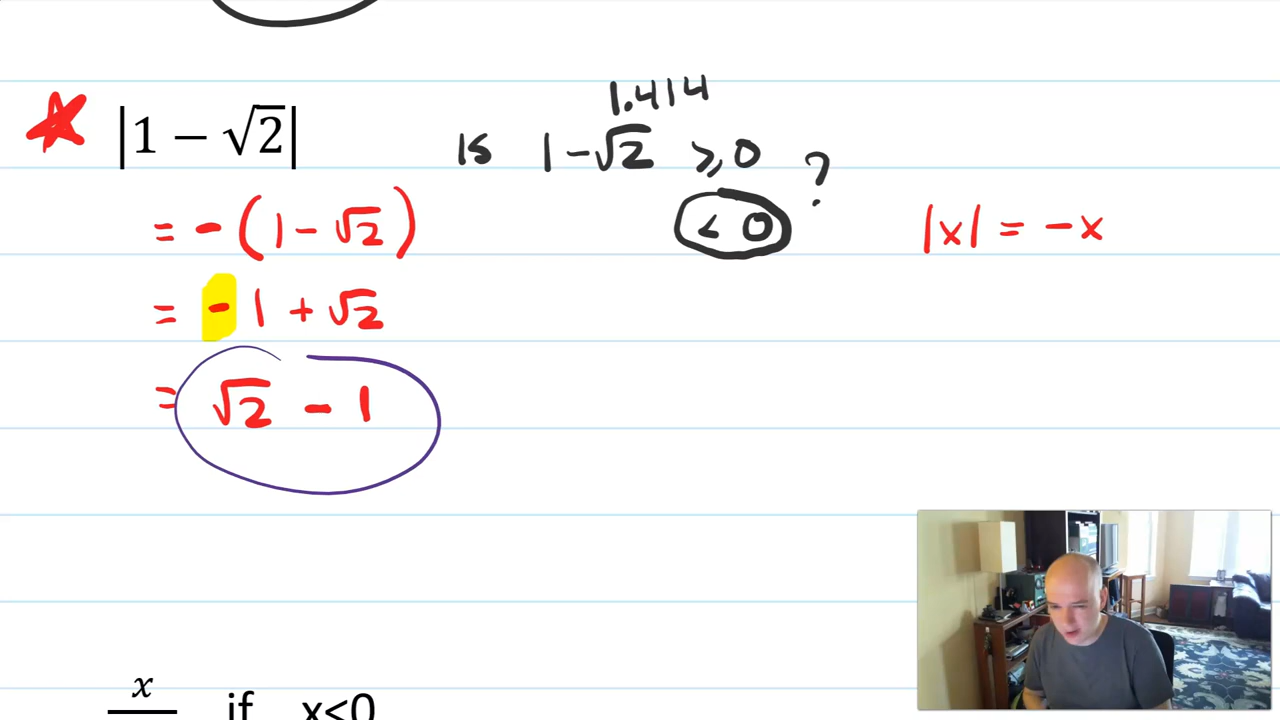 |1 − √2|
1.414
Is 1 − √2 ⩾ 0
< 0 ?
= − (1 − √2)
|x| = −x
= − 1 + √2
= √2 − 1
x
if x<0